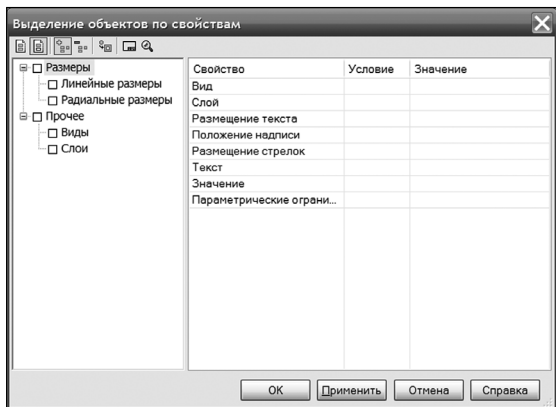 Выделение объектов по свойствам
Размеры
Линейные размеры
Радиальные размеры
Прочее
Виды
Слои
Свойство Условие Значение
Вид
Слой
Размещение текста
Положение надписи
Размещение стрелок
Текст
Значение
Параметрические ограни...
ОК Применить Отмена Справка